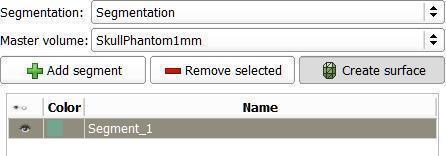 Segmentation: Segmentation
Master volume: SkullPhantom1mm
Add segment Remove selected Create surface
Color Name
Segment_1